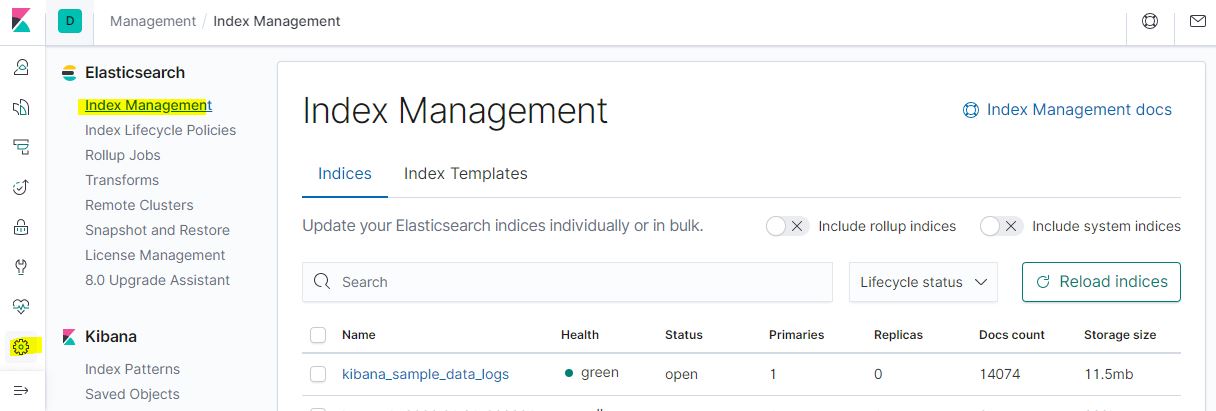 D Management / Index Management
Elasticsearch
Index Management
Index Lifecycle Policies
Rollup Jobs
Transforms
Remote Clusters
Snapshot and Restore
License Management
8.0 Upgrade Assistant
Kibana
Index Patterns
Saved Objects
Index Management
Index Management docs
Indices Index Templates
Update your Elasticsearch indices individually or in bulk.
Include rollup indices
Include system indices
Search
Lifecycle status
Reload indices
Name Health Status Primaries Replicas Docs count Storage size
kibana_sample_data_logs green open 1 0 14074 11.5mb